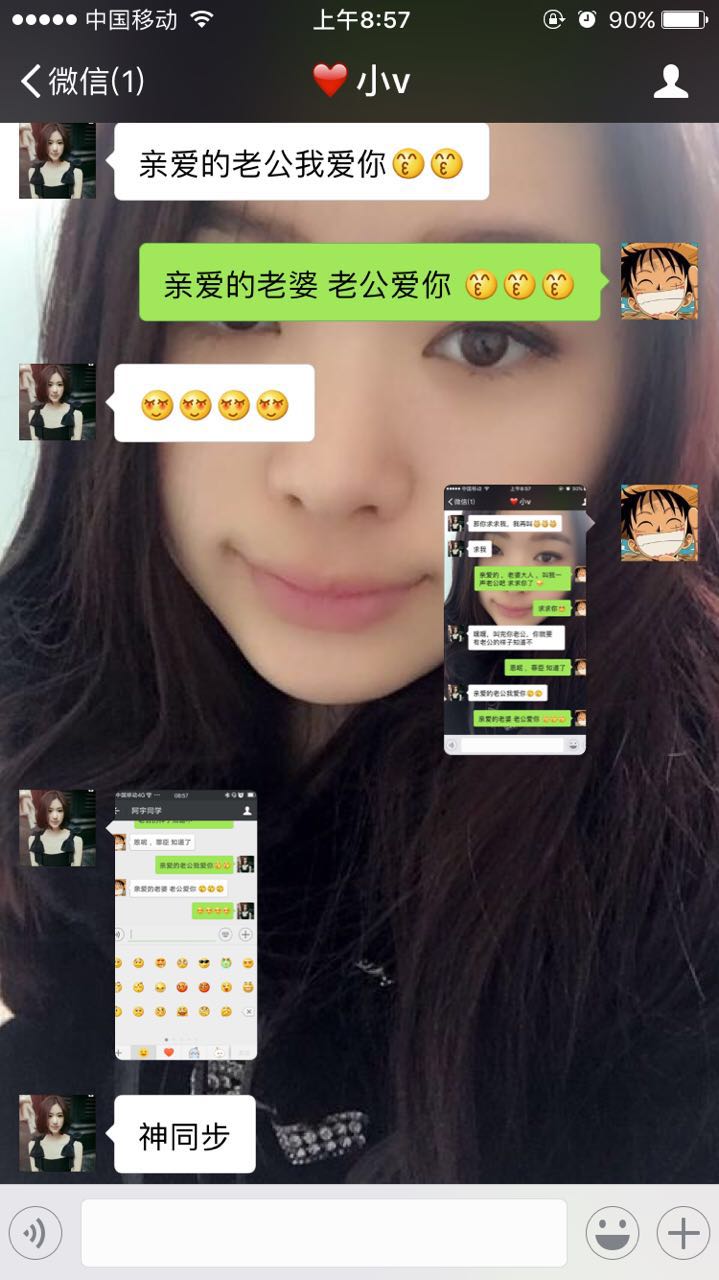 中国移动 上午8:57 90%
微信(1) 小v
亲爱的老公我爱你
亲爱的老婆 老公爱你
中国移动 上午8:57 90%
微信(1) 小v
那你求求我，我再叫
求我
亲爱的，老婆大人，叫我一
声老公吧 求求你了
求求你
嘿嘿，叫完你老公，你就要
有老公的样子知道不
恩呢，尊臣 知道了
亲爱的老公我爱你
亲爱的老婆 老公爱你
中国移动4G 08:57
阿宇同学
恩呢，尊臣 知道了
亲爱的老公我爱你
亲爱的老婆 老公爱你
神同步